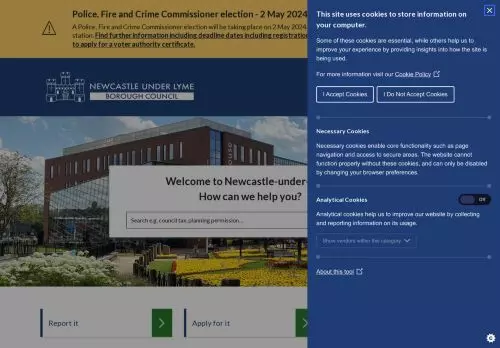 Police, Fire and Crime Commissioner election - 2 May 2024
A Police, Fire and Crime Commissioner election will be taking place on 2 May 2024
station. Find further information including deadline dates including registration
to apply for a voter authority certificate.
NEWCASTLE UNDER LYME
BOROUGH COUNCIL
Welcome to Newcastle-under-
How can we help you?
Search e.g. council tax, planning permission...
Report it
Apply for it
This site uses cookies to store information on
your computer.
Some of these cookies are essential, while others help us to
improve your experience by providing insights into how the site is
being used.
For more information visit our Cookie Policy
I Accept Cookies
I Do Not Accept Cookies
Necessary Cookies
Necessary cookies enable core functionality such as page
navigation and access to secure areas. The website cannot
function properly without these cookies, and can only be disabled
by changing your browser preferences.
Analytical Cookies
Off
Analytical cookies help us to improve our website by collecting
and reporting information on its usage.
Show vendors within this category
About this tool